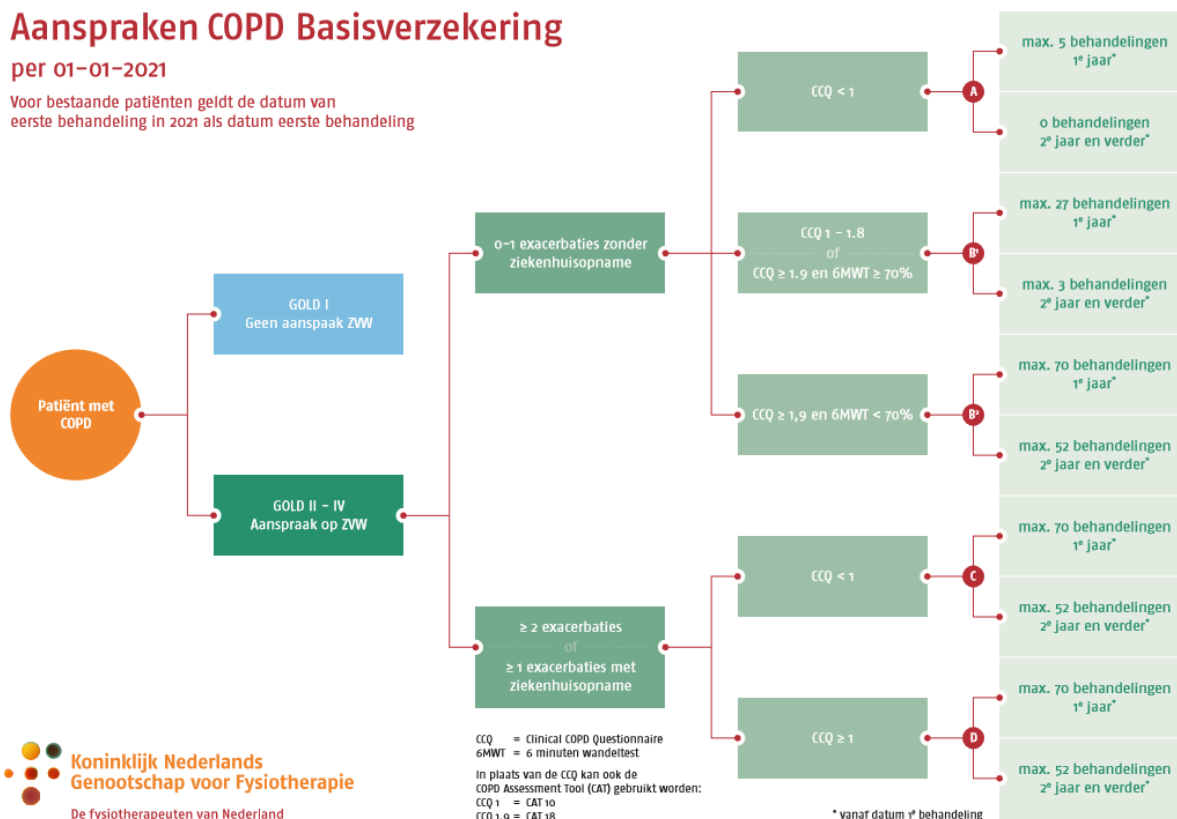 Aanspraken COPD Basisverzekering
per 01-01-2021
Voor bestaande patiënten geldt de datum van
eerste behandeling in 2021 als datum eerste behandeling
Patiënt met
COPD
GOLD I
Geen aanspaak ZVW
GOLD II - IV
Aanspraak op ZVW
0-1 exacerbaties zonder
ziekenhuisopname
≥ 2 exacerbaties
of
≥ 1 exacerbaties met
ziekenhuisopname
CCQ < 1
A
max. 5 behandelingen
1e jaar*
0 behandelingen
2e jaar en verder*
CCQ 1 - 1.8
of
CCQ ≥ 1.9 en 6MWT ≥ 70%
B¹
max. 27 behandelingen
1e jaar*
max. 3 behandelingen
2e jaar en verder*
CCQ ≥ 1,9 en 6MWT < 70%
B²
max. 70 behandelingen
1e jaar*
max. 52 behandelingen
2e jaar en verder*
CCQ < 1
C
max. 70 behandelingen
1e jaar*
max. 52 behandelingen
2e jaar en verder*
CCQ ≥ 1
D
max. 70 behandelingen
1e jaar*
max. 52 behandelingen
2e jaar en verder*
Koninklijk Nederlands
Genootschap voor Fysiotherapie
De fysiotherapeuten van Nederland
CCQ = Clinical COPD Questionnaire
6MWT = 6 minuten wandeltest
In plaats van de CCQ kan ook de
COPD Assessment Tool (CAT) gebruikt worden:
CCQ 1 = CAT 10
CCQ 1.9 = CAT 18
* vanaf datum 1e behandeling